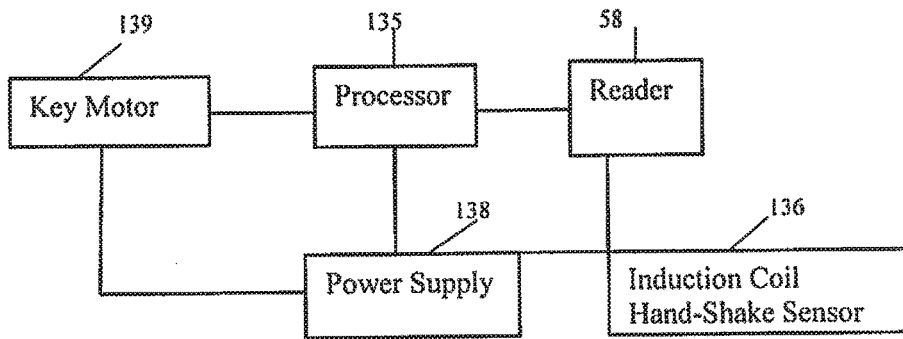 139
135
58
Key Motor
Processor
Reader
138
136
Power Supply
Induction Coil
Hand-Shake Sensor